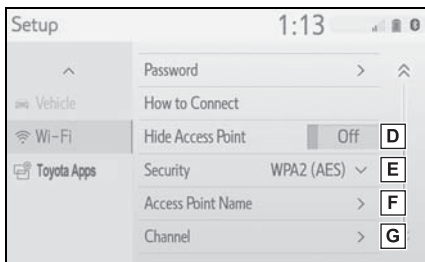 Setup 1:13 0
Password
Vehicle How to Connect
Wi-Fi Hide Access Point Off D
Toyota Apps Security WPA2 (AES) E
Access Point Name F
Channel G